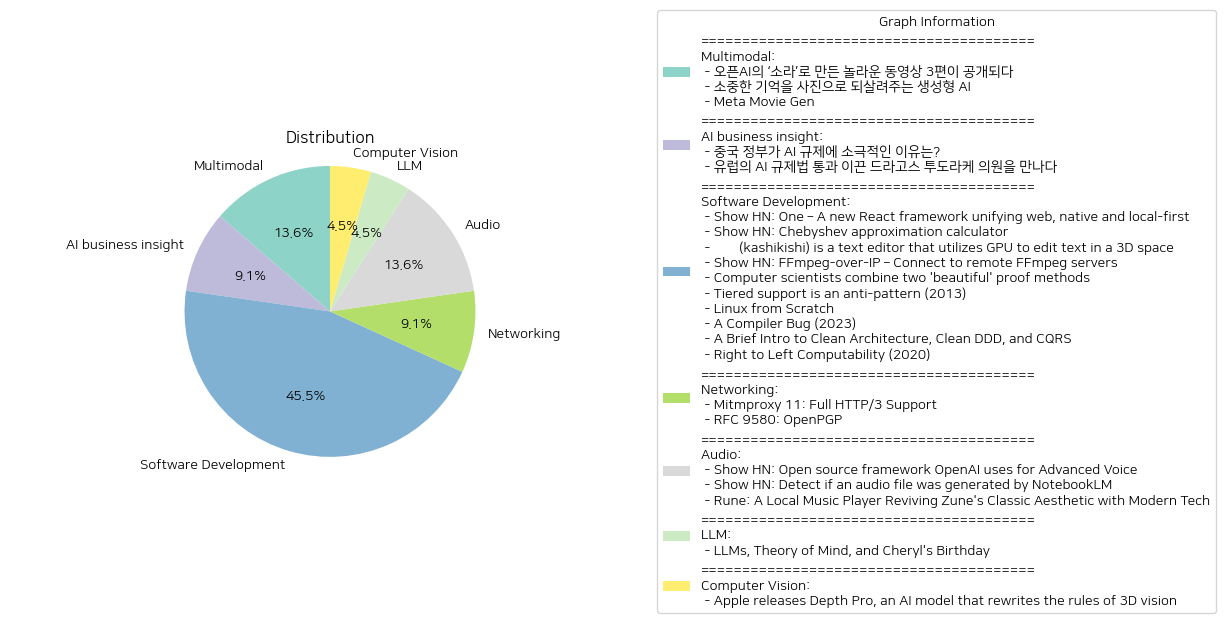 Distribution
Computer Vision
LLM
Multimodal
Audio
AI business insight
Networking
Software Development
13.6%
4.5%
4.5%
13.6%
9.1%
9.1%
45.5%
Graph Information
========================================
Multimodal:
- 오픈AI의 ‘소라’로 만든 놀라운 동영상 3편이 공개되다
- 소중한 기억을 사진으로 되살려주는 생성형 AI
- Meta Movie Gen
========================================
AI business insight:
- 중국 정부가 AI 규제에 소극적인 이유는?
- 유럽의 AI 규제법 통과 이끈 드라고스 투도라케 의원을 만나다
========================================
Software Development:
- Show HN: One – A new React framework unifying web, native and local-first
- Show HN: Chebyshev approximation calculator
- (kashikishi) is a text editor that utilizes GPU to edit text in a 3D space
- Show HN: FFmpeg-over-IP – Connect to remote FFmpeg servers
- Computer scientists combine two 'beautiful' proof methods
- Tiered support is an anti-pattern (2013)
- Linux from Scratch
- A Compiler Bug (2023)
- A Brief Intro to Clean Architecture, Clean DDD, and CQRS
- Right to Left Computability (2020)
========================================
Networking:
- Mitmproxy 11: Full HTTP/3 Support
- RFC 9580: OpenPGP
========================================
Audio:
- Show HN: Open source framework OpenAI uses for Advanced Voice
- Show HN: Detect if an audio file was generated by NotebookLM
- Rune: A Local Music Player Reviving Zune's Classic Aesthetic with Modern Tech
========================================
LLM:
- LLMs, Theory of Mind, and Cheryl's Birthday
========================================
Computer Vision:
- Apple releases Depth Pro, an AI model that rewrites the rules of 3D vision